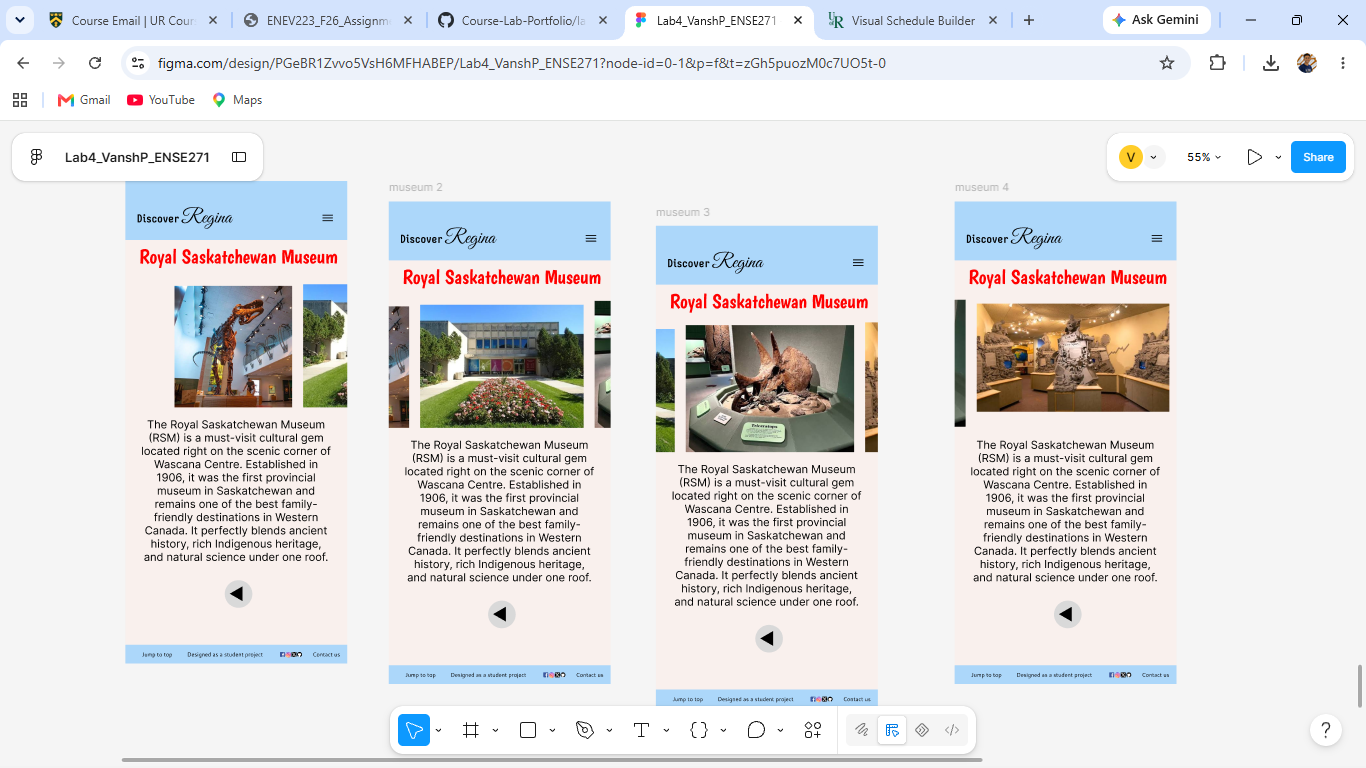 Course Email | UR Cour
ENEV223_F26_Assignm
Course-Lab-Portfolio/la
Lab4_VanshP_ENSE271
Visual Schedule Builder
Ask Gemini
figma.com/design/PGeBR1Zvvo5VsH6MFHABEP/Lab4_VanshP_ENSE271?node-id=0-1&p=f&t=zGh5puozM0c7UO5t-0
Gmail
YouTube
Maps
Lab4_VanshP_ENSE271
V
55%
Share
Discover Regina
Royal Saskatchewan Museum
The Royal Saskatchewan Museum
(RSM) is a must-visit cultural gem
located right on the scenic corner of
Wascana Centre. Established in
1906, it was the first provincial
museum in Saskatchewan and
remains one of the best family-
friendly destinations in Western
Canada. It perfectly blends ancient
history, rich Indigenous heritage,
and natural science under one roof.
Jump to top Designed as a student project Contact us
museum 2
Discover Regina
Royal Saskatchewan Museum
The Royal Saskatchewan Museum
(RSM) is a must-visit cultural gem
located right on the scenic corner of
Wascana Centre. Established in
1906, it was the first provincial
museum in Saskatchewan and
remains one of the best family-
friendly destinations in Western
Canada. It perfectly blends ancient
history, rich Indigenous heritage,
and natural science under one roof.
Jump to top Designed as a student project Contact us
museum 3
Discover Regina
Royal Saskatchewan Museum
The Royal Saskatchewan Museum
(RSM) is a must-visit cultural gem
located right on the scenic corner of
Wascana Centre. Established in
1906, it was the first provincial
museum in Saskatchewan and
remains one of the best family-
friendly destinations in Western
Canada. It perfectly blends ancient
history, rich Indigenous heritage,
and natural science under one roof.
Jump to top Designed as a student project Contact us
museum 4
Discover Regina
Royal Saskatchewan Museum
The Royal Saskatchewan Museum
(RSM) is a must-visit cultural gem
located right on the scenic corner of
Wascana Centre. Established in
1906, it was the first provincial
museum in Saskatchewan and
remains one of the best family-
friendly destinations in Western
Canada. It perfectly blends ancient
history, rich Indigenous heritage,
and natural science under one roof.
Jump to top Designed as a student project Contact us